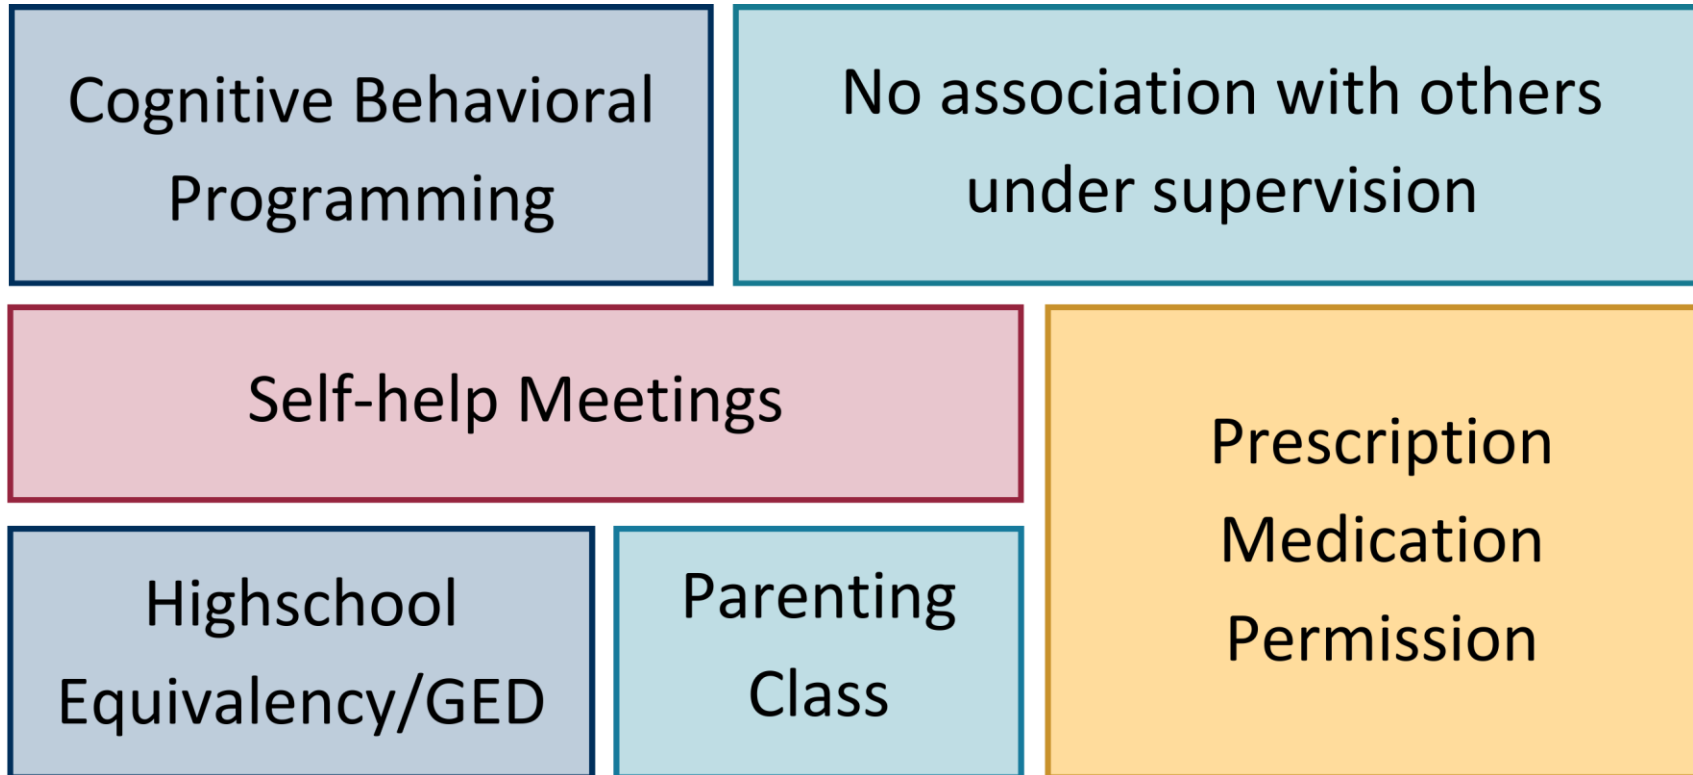 Cognitive Behavioral
Programming
No association with others
under supervision
Self-help Meetings
Prescription
Medication
Permission
Highschool
Equivalency/GED
Parenting
Class